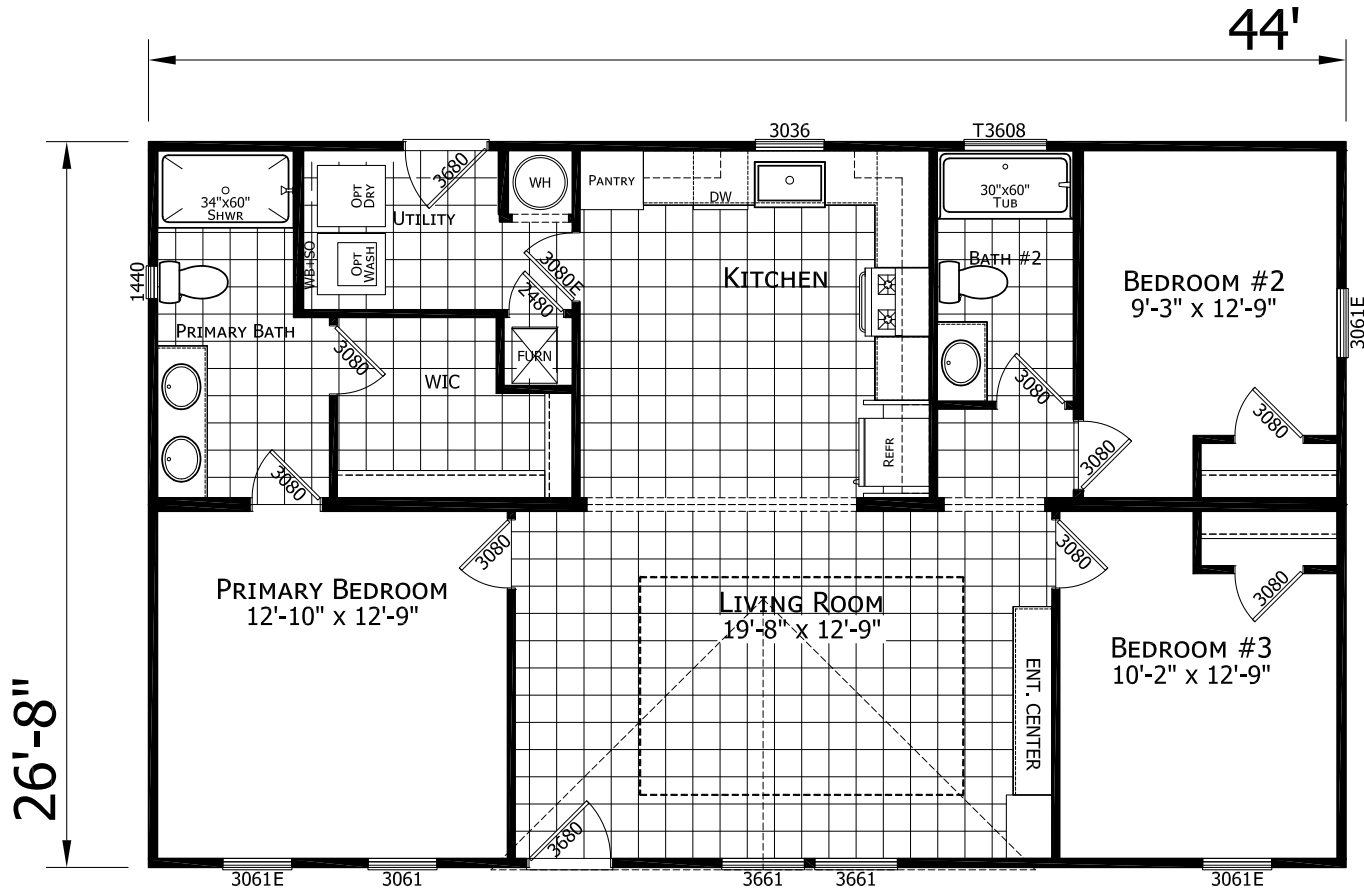 44'
26'-8"
3036
T3608
34"x60"
SHWR
OPT
DRY
3680
UTILITY
WH
PANTRY
DW
30"x60"
TUB
1440
WB+ISO
OPT
WASH
3080E
2480
KITCHEN
BATH #2
BEDROOM #2
9'-3" x 12'-9"
3061E
PRIMARY BATH
3080
WIC
FURN
3080
REFR
3080
3080
3080
3080
3080
3080
PRIMARY BEDROOM
12'-10" x 12'-9"
LIVING ROOM
19'-8" x 12'-9"
3080
BEDROOM #3
10'-2" x 12'-9"
ENT. CENTER
3680
3061E
3061
3661
3661
3061E